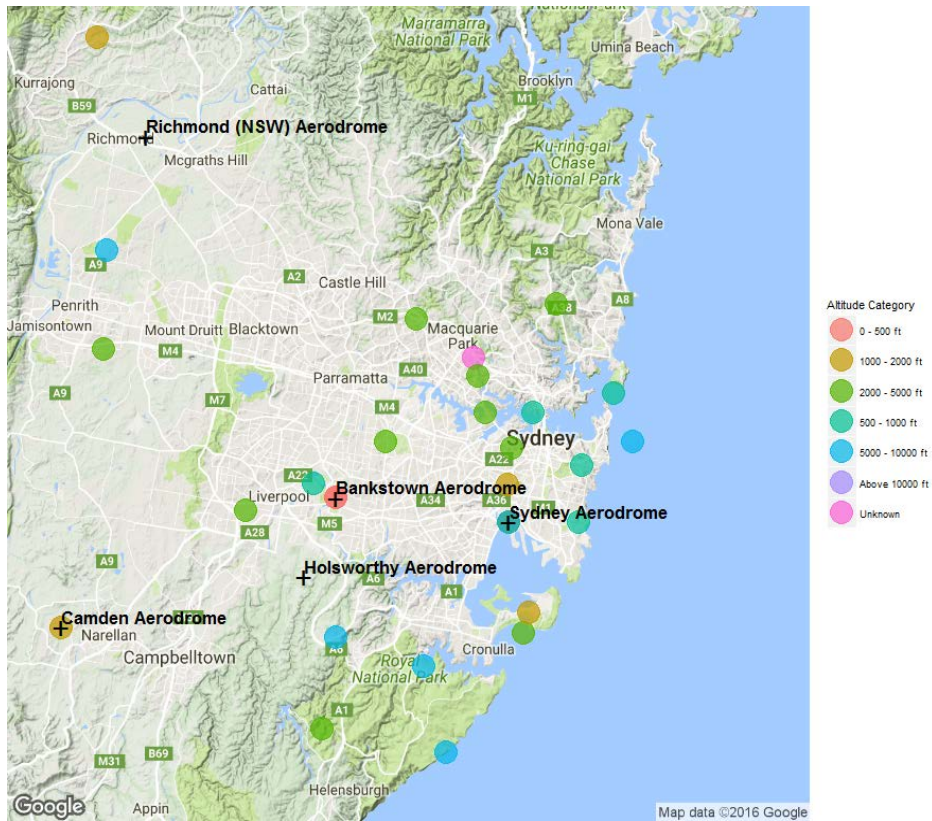 National Park
Marramarra
National Park
Umina Beach
Kurrajong
Brooklyn
Cattai
M1
B59
Richmond (NSW) Aerodrome
Richmond
Mcgraths Hill
Ku-ring-gai
Chase
National Park
Mona Vale
A3
A9
A2
Castle Hill
Penrith
A8
A38
Jamisontown
Mount Druitt
Blacktown
M2
Macquarie
Park
M4
A40
Parramatta
A9
M7
M4
Sydney
A22
A22
Liverpool
Bankstown Aerodrome
A34
A36
M1
M5
Sydney Aerodrome
A28
A9
Holsworthy Aerodrome
A6
A1
Camden Aerodrome
Narellan
Campbelltown
A6
Cronulla
Royal
National Park
A1
M31
B69
Helensburgh
Appin
Google
Map data ©2016 Google
Altitude Category
0 - 500 ft
1000 - 2000 ft
2000 - 5000 ft
500 - 1000 ft
5000 - 10000 ft
Above 10000 ft
Unknown